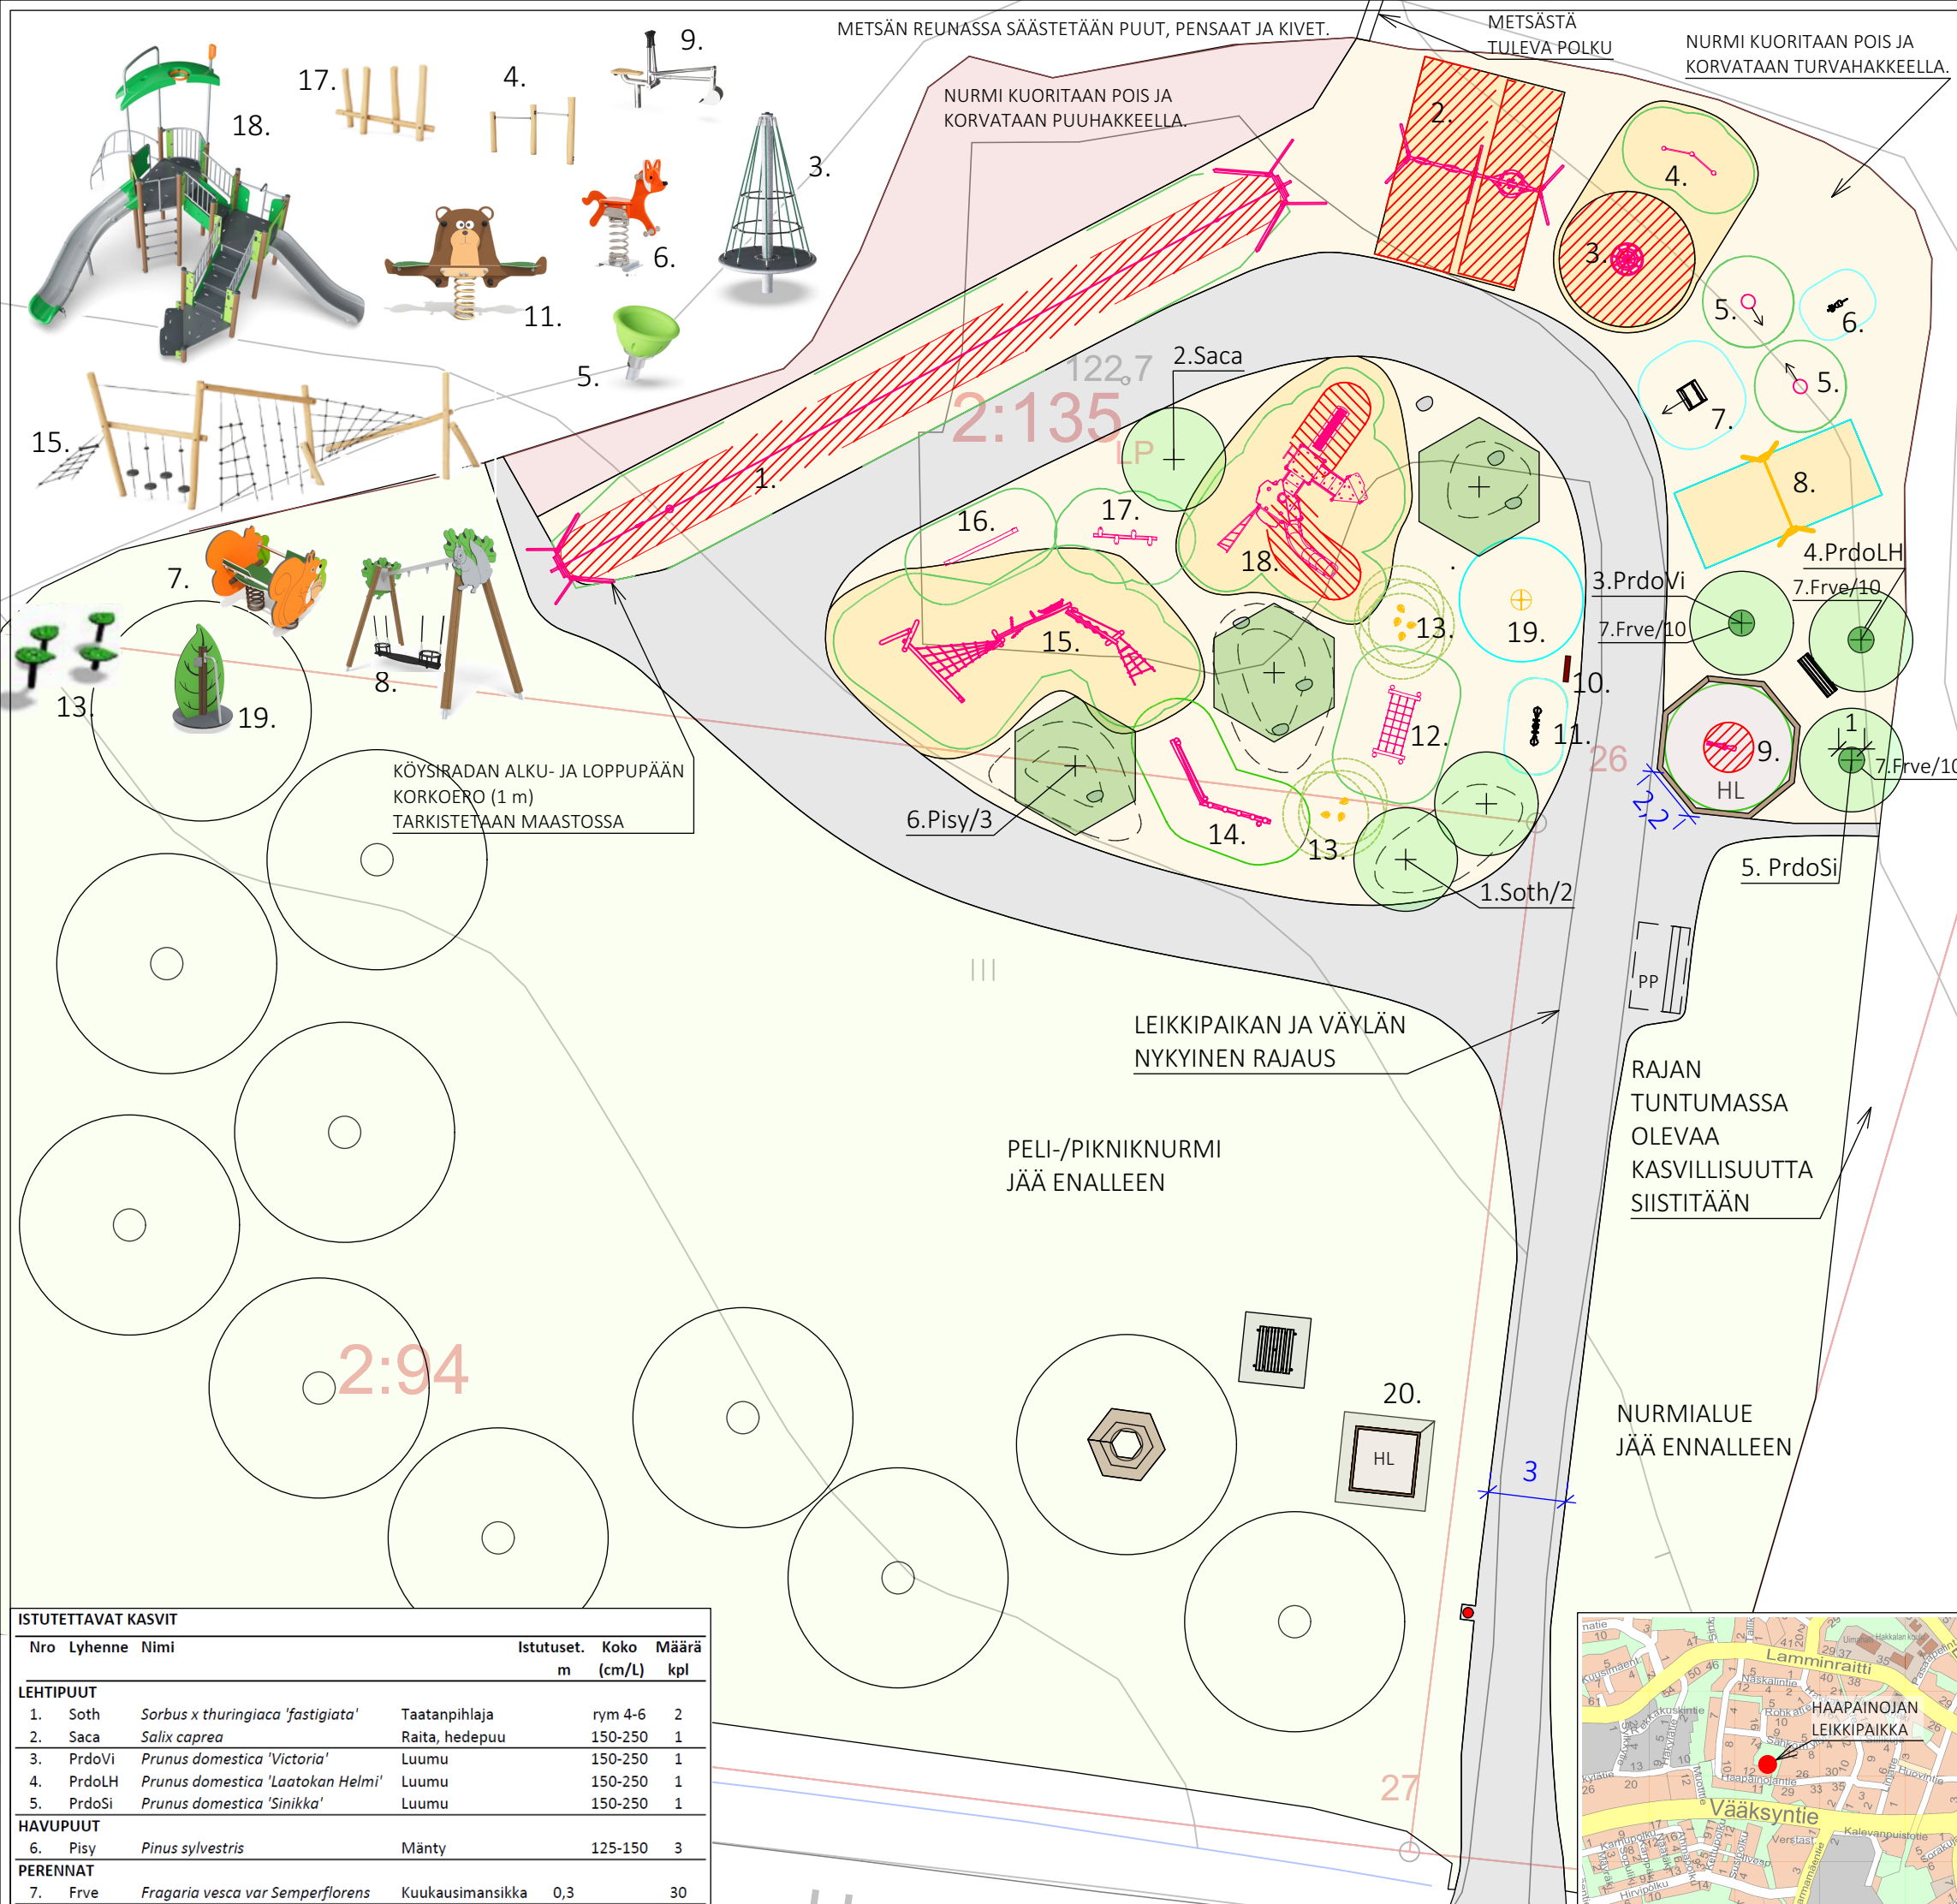 METSÄN REUNASSA SÄÄSTETÄÄN PUUT, PENSAAT JA KIVET.
METSÄSTÄ
TULEVA POLKU
NURMI KUORITAAN POIS JA
KORVATAAN TURVAHAKKEELLA.
NURMI KUORITAAN POIS JA
KORVATAAN PUUHAKKEELLA.
17.
4.
9.
18.
3.
6.
11.
5.
15.
7.
8.
13.
19.
2.
4.
3.
5.
6.
5.
7.
8.
122.7
2:135
LP
2.Saca
1.
16.
17.
18.
15.
13.
19.
10.
12.
11.
14.
13.
3.PrdoVi
7.Frve/10
4.PrdoLH
7.Frve/10
26
9.
HL
1
7.Frve/10
2,2
5. PrdoSi
6.Pisy/3
1.Soth/2
KÖYSIRADAN ALKU- JA LOPPUPÄÄN
KORKOERO (1 m)
TARKISTETAAN MAASTOSSA
PP
LEIKKIPAIKAN JA VÄYLÄN
NYKYINEN RAJAUS
RAJAN
TUNTUMASSA
OLEVAA
KASVILLISUUTTA
SIISTITÄÄN
PELI-/PIKNIKNURMI
JÄÄ ENALLEEN
2:94
20.
HL
3
NURMIALUE
JÄÄ ENNALLEEN
27
ISTUTETTAVAT KASVIT
Nro Lyhenne Nimi Istutuset. Koko Määrä
m (cm/L) kpl
LEHTIPUUT
1. Soth Sorbus x thuringiaca 'fastigiata' Taatanpihlaja rym 4-6 2
2. Saca Salix caprea Raita, hedepuu 150-250 1
3. PrdoVi Prunus domestica 'Victoria' Luumu 150-250 1
4. PrdoLH Prunus domestica 'Laatokan Helmi' Luumu 150-250 1
5. PrdoSi Prunus domestica 'Sinikka' Luumu 150-250 1
HAVUPUUT
6. Pisy Pinus sylvestris Mänty 125-150 3
PERENNAT
7. Frve Fragaria vesca var Semperflorens Kuukausimansikka 0,3 30
Lamminraitti
HAAPAINOJAN
LEIKKIPAIKKA
Haapainojantie
Huovintie
Vääksyntie
Verstast.
Kalevanpuistotie
Karhupolku
Hirvipolku